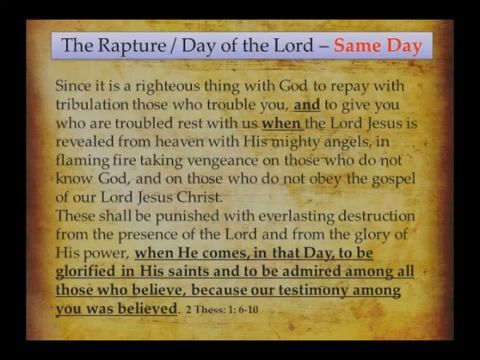 The Rapture / Day of the Lord – Same Day
Since it is a righteous thing with God to repay with
tribulation those who trouble you, and to give you
who are troubled rest with us when the Lord Jesus is
revealed from heaven with His mighty angels, in
flaming fire taking vengeance on those who do not
know God, and on those who do not obey the gospel
of our Lord Jesus Christ.
These shall be punished with everlasting destruction
from the presence of the Lord and from the glory of
His power, when He comes, in that Day, to be
glorified in His saints and to be admired among all
those who believe, because our testimony among
you was believed. 2 Thess: 1: 6-10